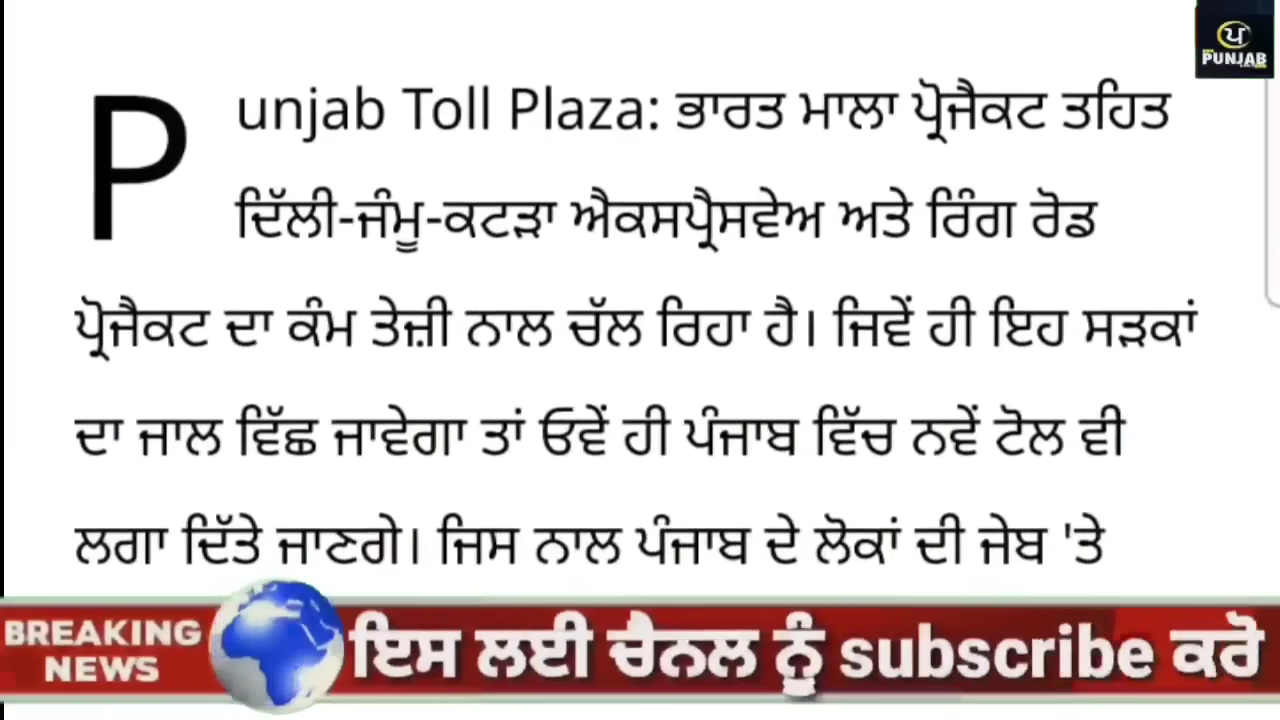 ਪ
PUNJAB
Punjab Toll Plaza: ਭਾਰਤ ਮਾਲਾ ਪ੍ਰੋਜੈਕਟ ਤਹਿਤ
ਦਿੱਲੀ-ਜੰਮੂ-ਕਟੜਾ ਐਕਸਪ੍ਰੈਸਵੇਅ ਅਤੇ ਰਿੰਗ ਰੋਡ
ਪ੍ਰੋਜੈਕਟ ਦਾ ਕੰਮ ਤੇਜ਼ੀ ਨਾਲ ਚੱਲ ਰਿਹਾ ਹੈ। ਜਿਵੇਂ ਹੀ ਇਹ ਸੜਕਾਂ
ਦਾ ਜਾਲ ਵਿੱਛ ਜਾਵੇਗਾ ਤਾਂ ਓਵੇਂ ਹੀ ਪੰਜਾਬ ਵਿੱਚ ਨਵੇਂ ਟੋਲ ਵੀ
ਲਗਾ ਦਿੱਤੇ ਜਾਣਗੇ। ਜਿਸ ਨਾਲ ਪੰਜਾਬ ਦੇ ਲੋਕਾਂ ਦੀ ਜੇਬ 'ਤੇ
BREAKING
NEWS
ਇਸ ਲਈ ਚੈਨਲ ਨੂੰ subscribe ਕਰੋ